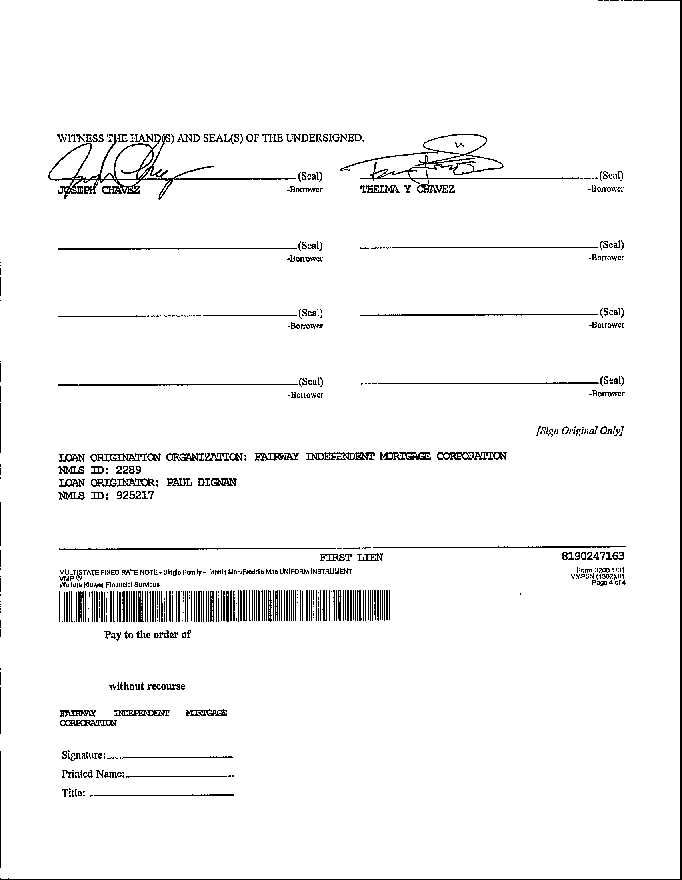 WITNESS THE HAND(S) AND SEAL(S) OF THE UNDERSIGNED.
(Seal) (Seal)
JOSEPH CHAVEZ -Borrower THELMA Y CHAVEZ -Borrower
(Seal) (Seal)
-Borrower -Borrower
(Seal) (Seal)
-Borrower -Borrower
(Seal) (Seal)
-Borrower -Borrower
[Sign Original Only]
LOAN ORIGINATION ORGANIZATION: FAIRWAY INDEPENDENT MORTGAGE CORPORATION
NMLS ID: 2289
LOAN ORIGINATOR: PAUL DIGNAN
NMLS ID: 925217
FIRST LIEN 8190247163
MULTISTATE FIXED RATE NOTE - Single Family - Fannie Mae/Freddie Mac UNIFORM INSTRUMENT Form 3200 1/01
VMP ®
Wolters Kluwer Financial Services Page 4 of 4
Pay to the order of
without recourse
FAIRWAY INDEPENDENT MORTGAGE
CORPORATION
Signature:
Printed Name:
Title: